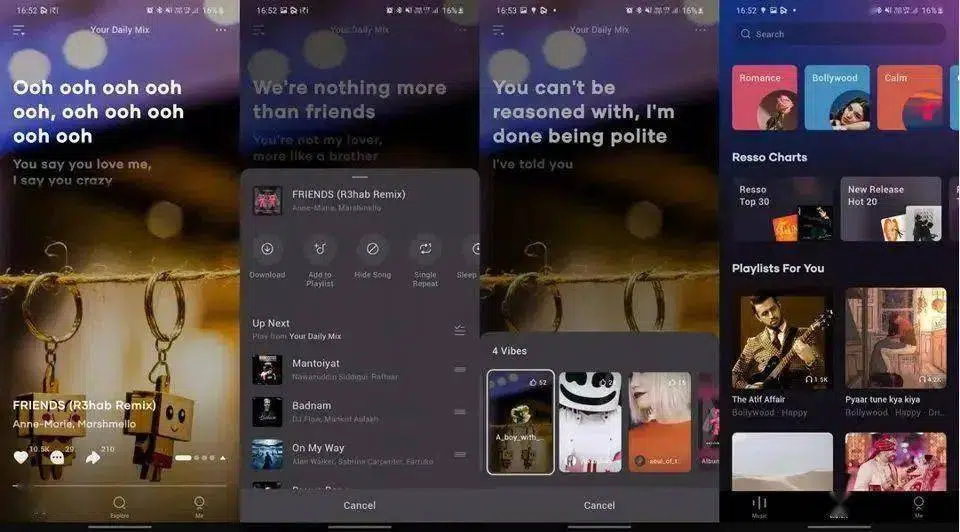 16:52
16%
Your Daily Mix
Ooh ooh ooh ooh
ooh, ooh ooh ooh
ooh ooh
You say you love me,
I say you crazy
FRIENDS (R3hab Remix)
Anne-Marie, Marshmello
10.5K
20
210
Explore
Me
16:52
16%
Your Daily Mix
We're nothing more
than friends
You're not my lover,
more like a brother
FRIENDS (R3hab Remix)
Anne-Marie, Marshmello
Download
Add to
Playlist
Hide Song
Single
Repeat
Sleep
Up Next
Play from Your Daily Mix
Mantoiyat
Nawazuddin Siddiqui, Raftaar
Badnam
DJ Flow, Mankirt Aulakh
On My Way
Alan Walker, Sabrina Carpenter, Farruko
Cancel
16:53
16%
Your Daily Mix
You can't be
reasoned with, I'm
done being polite
I've told you
4 Vibes
52
A_boy_with_
15
soul_of_t..
Album
Cancel
16:52
16%
Search
Romance
Bollywood
Calm
Resso Charts
Resso
Top 30
New Release
Hot 20
Playlists For You
1.5K
4.2K
The Atif Affair
Bollywood · Happy
Pyaar tune kya kiya
Bollywood · Happy · Dr...
Music
Me